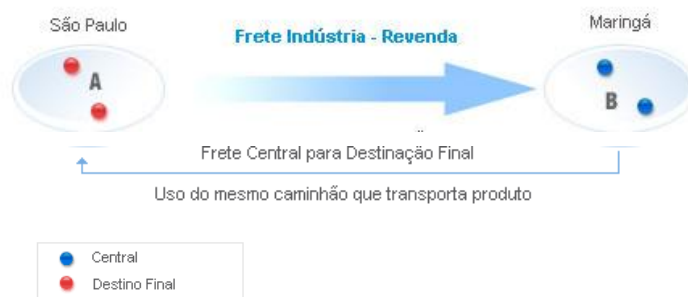 São Paulo
Maringá
Frete Indústria - Revenda
A
B
Frete Central para Destinação Final
Uso do mesmo caminhão que transporta produto
Central
Destino Final